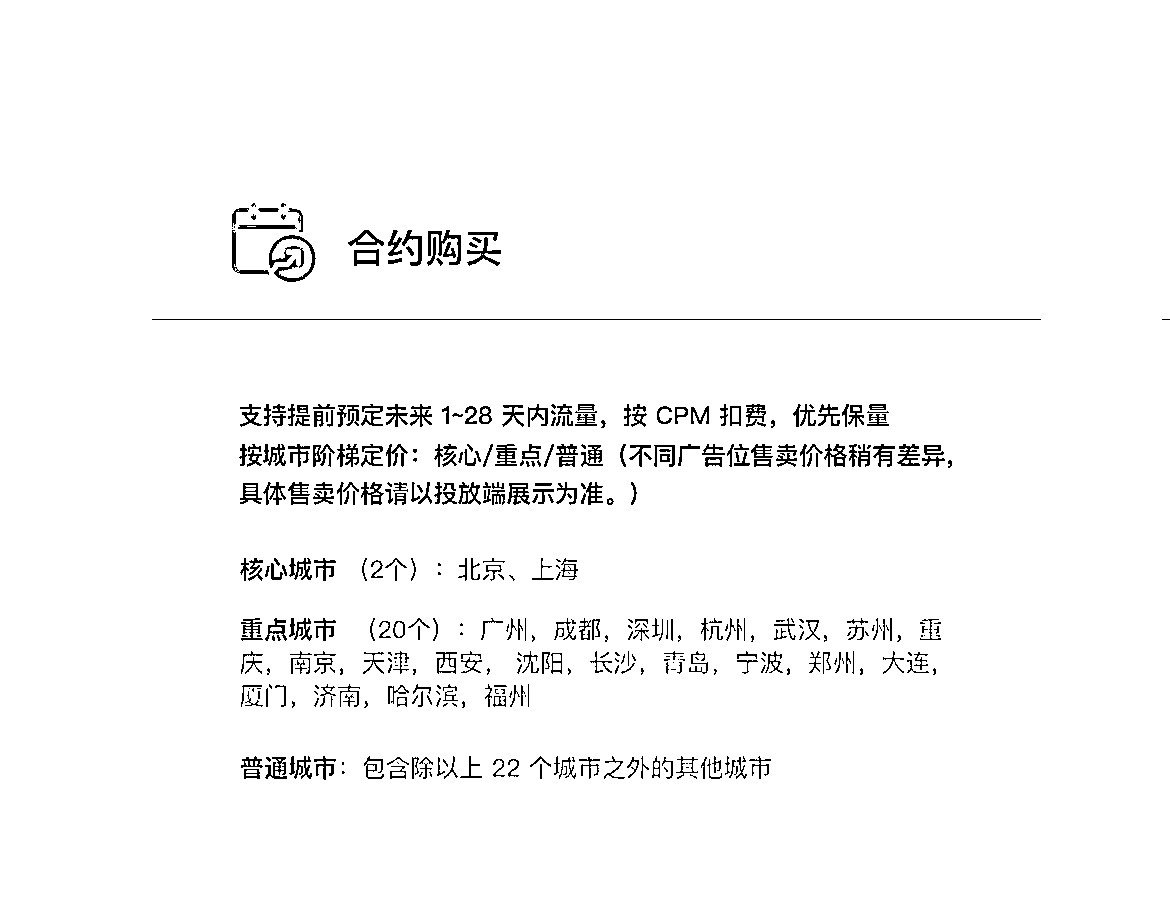 合约购买
支持提前预定未来 1~28 天内流量，按 CPM 扣费，优先保量
按城市阶梯定价：核心/重点/普通（不同广告位售卖价格稍有差异，
具体售卖价格请以投放端展示为准。）
核心城市 （2个）：北京、上海
重点城市 （20个）：广州，成都，深圳，杭州，武汉，苏州，重
庆，南京，天津，西安， 沈阳，长沙，青岛，宁波，郑州，大连，
厦门，济南，哈尔滨，福州
普通城市：包含除以上 22 个城市之外的其他城市